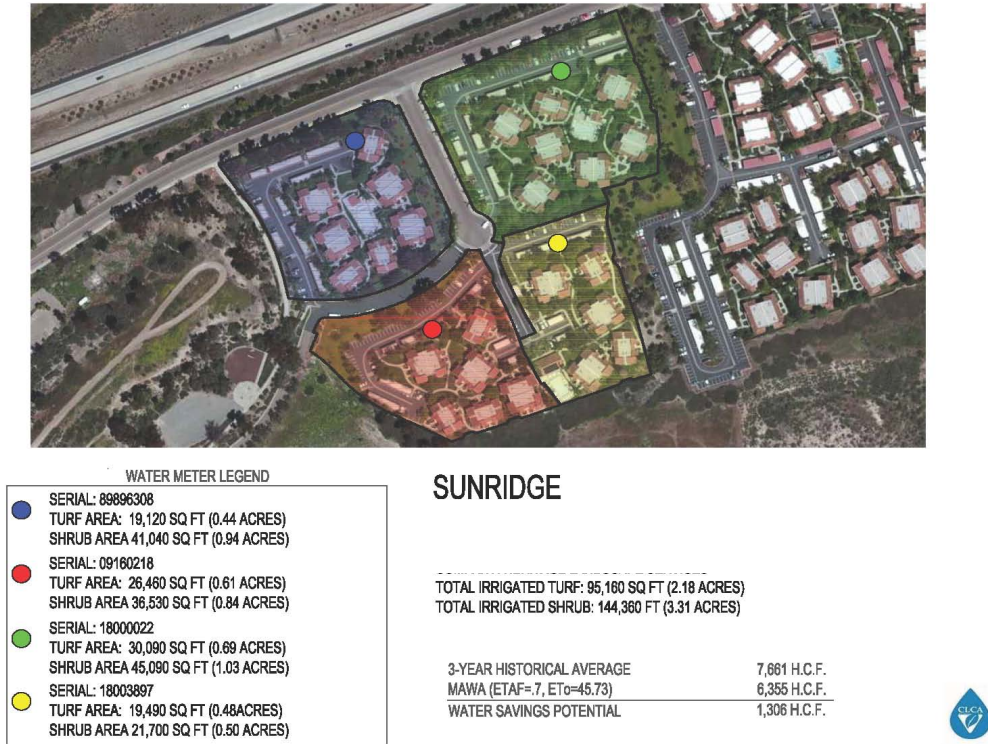 WATER METER LEGEND
SERIAL: 89896308
TURF AREA: 19,120 SQ FT (0.44 ACRES)
SHRUB AREA 41,040 SQ FT (0.94 ACRES)
SERIAL: 09160218
TURF AREA: 26,460 SQ FT (0.61 ACRES)
SHRUB AREA 36,530 SQ FT (0.84 ACRES)
SERIAL: 18000022
TURF AREA: 30,090 SQ FT (0.69 ACRES)
SHRUB AREA 45,090 SQ FT (1.03 ACRES)
SERIAL: 18003897
TURF AREA: 19,490 SQ FT (0.48ACRES)
SHRUB AREA 21,700 SQ FT (0.50 ACRES)
SUNRIDGE
TOTAL IRRIGATED TURF: 95,160 SQ FT (2.18 ACRES)
TOTAL IRRIGATED SHRUB: 144,360 FT (3.31 ACRES)
3-YEAR HISTORICAL AVERAGE 7,661 H.C.F.
MAWA (ETAF=.7, ETo=45.73) 6,355 H.C.F.
WATER SAVINGS POTENTIAL 1,306 H.C.F.
CLCA